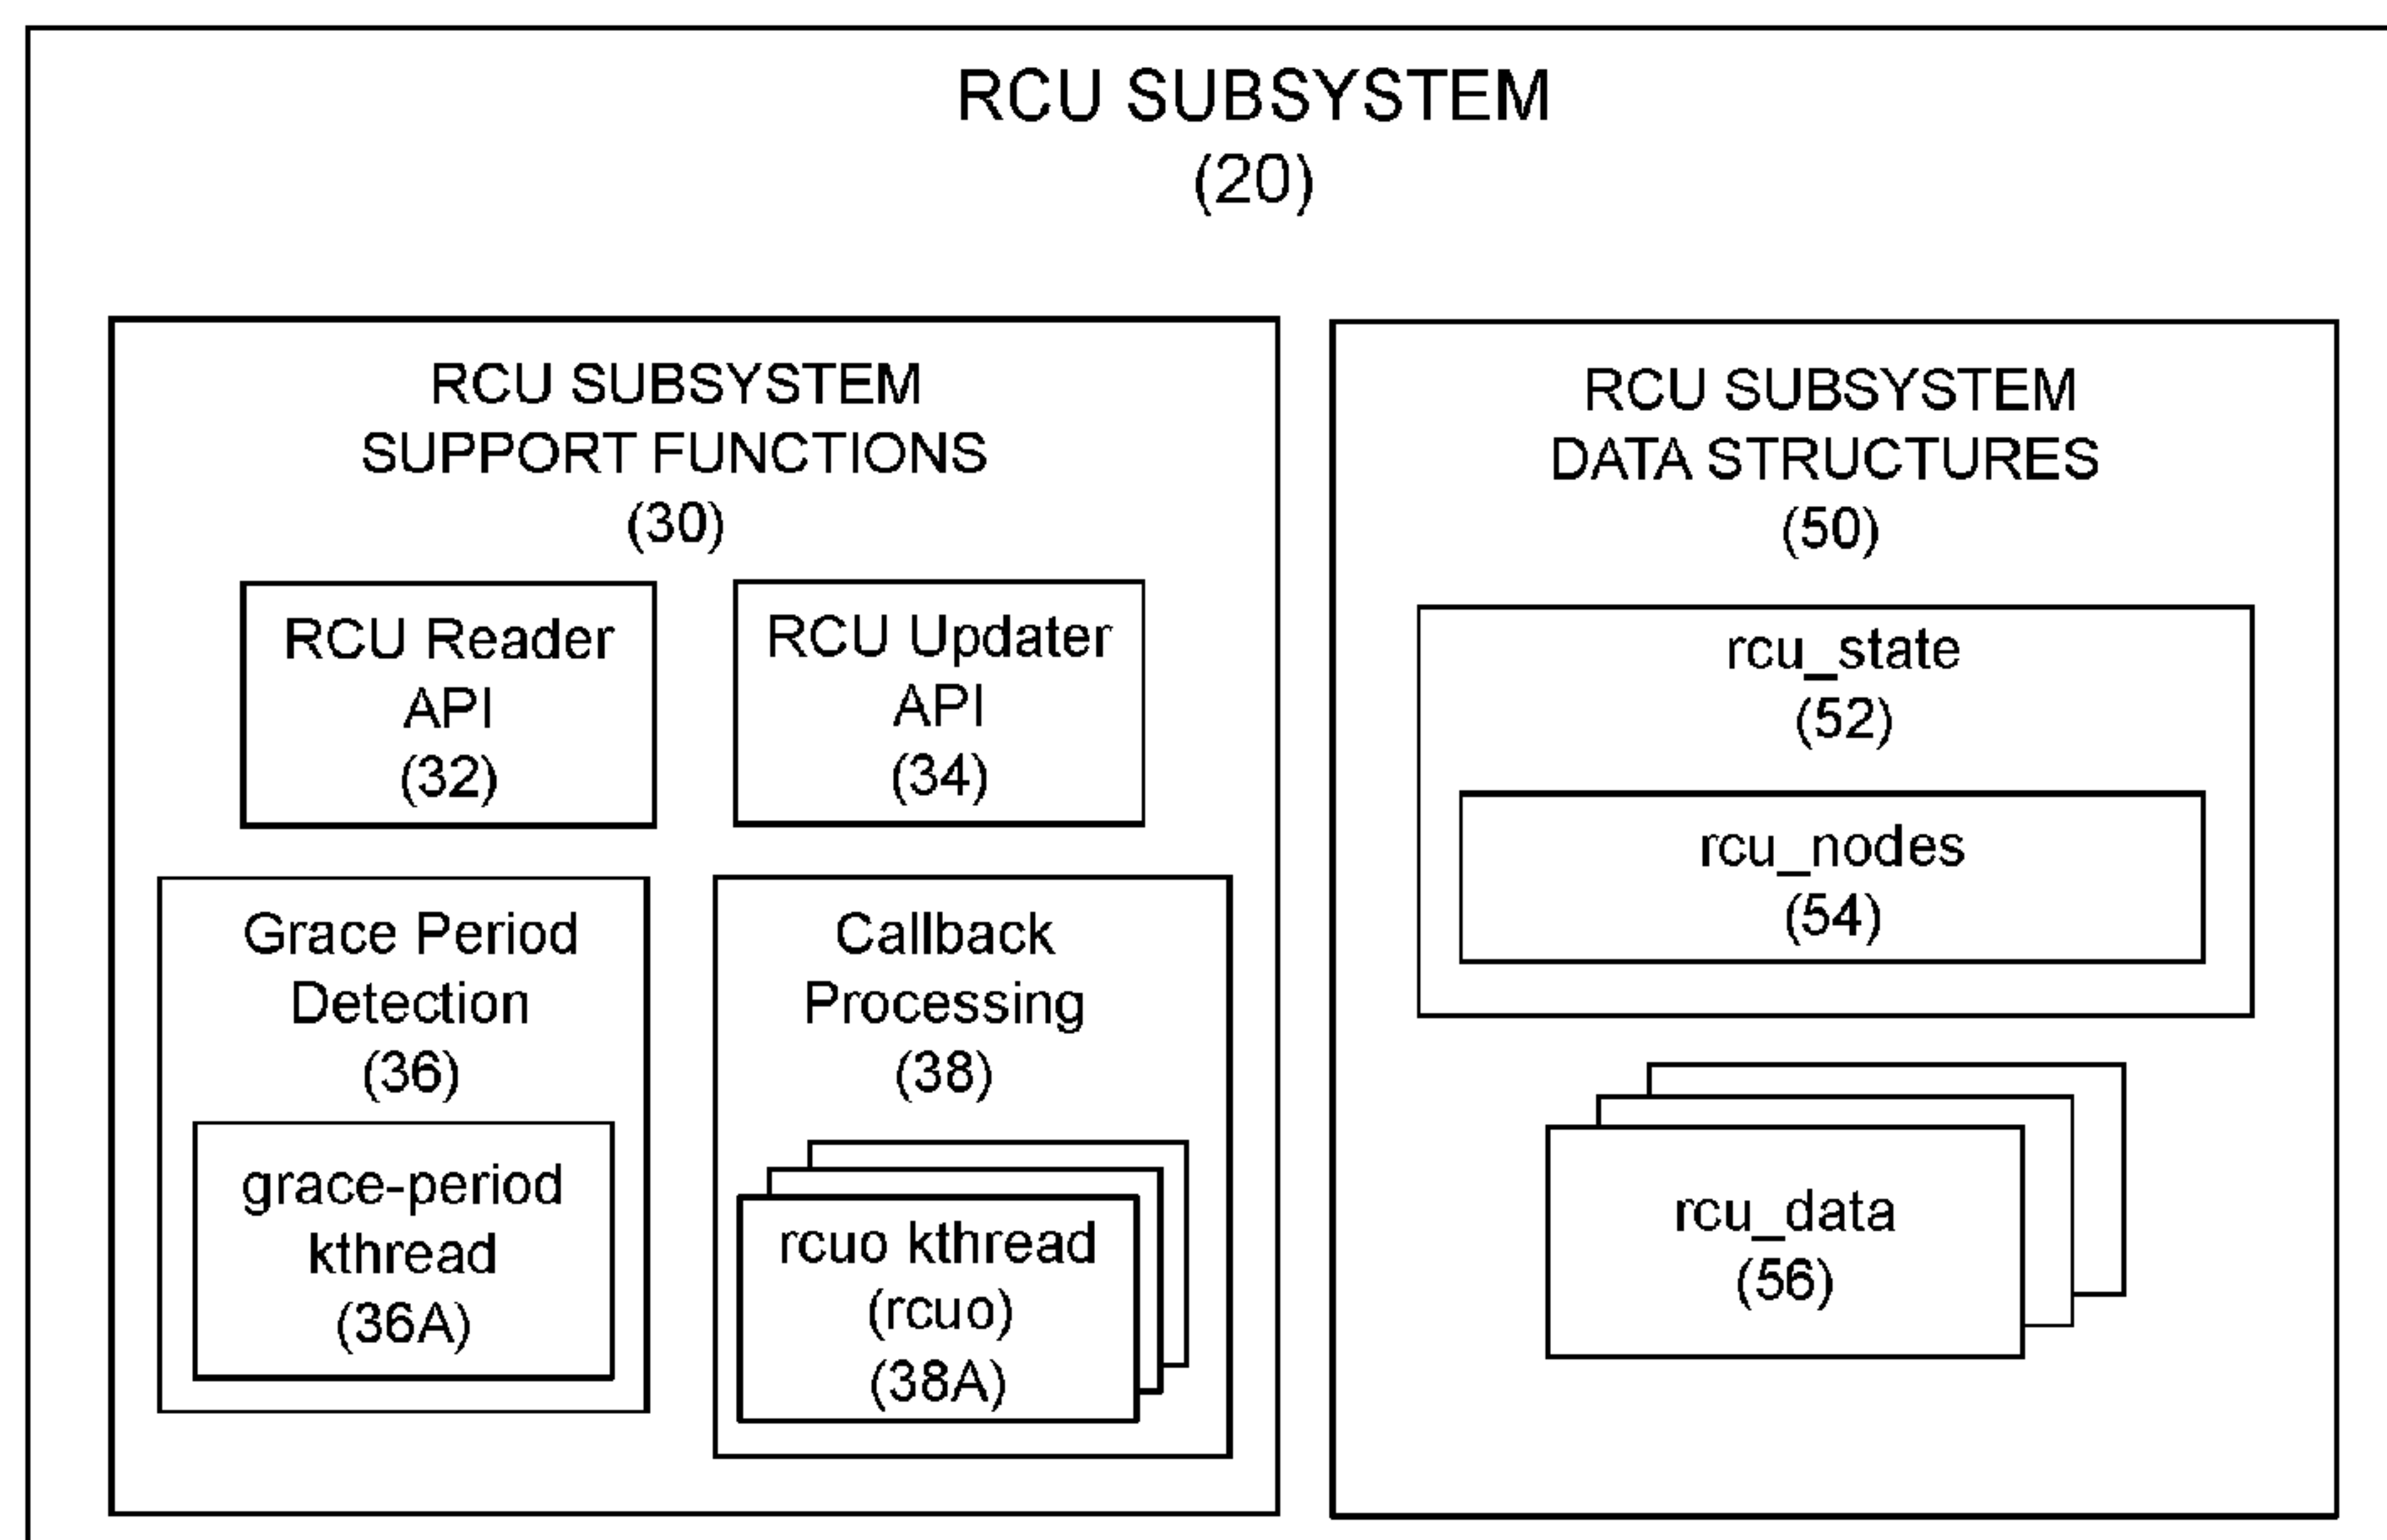 RCU SUBSYSTEM
(20)
RCU SUBSYSTEM
SUPPORT FUNCTIONS
(30)
RCU Reader
API
(32)
RCU Updater
API
(34)
Grace Period
Detection
(36)
grace-period
kthread
(36A)
Callback
Processing
(38)
rcuo kthread
(rcuo)
(38A)
RCU SUBSYSTEM
DATA STRUCTURES
(50)
rcu_state
(52)
rcu_nodes
(54)
rcu_data
(56)